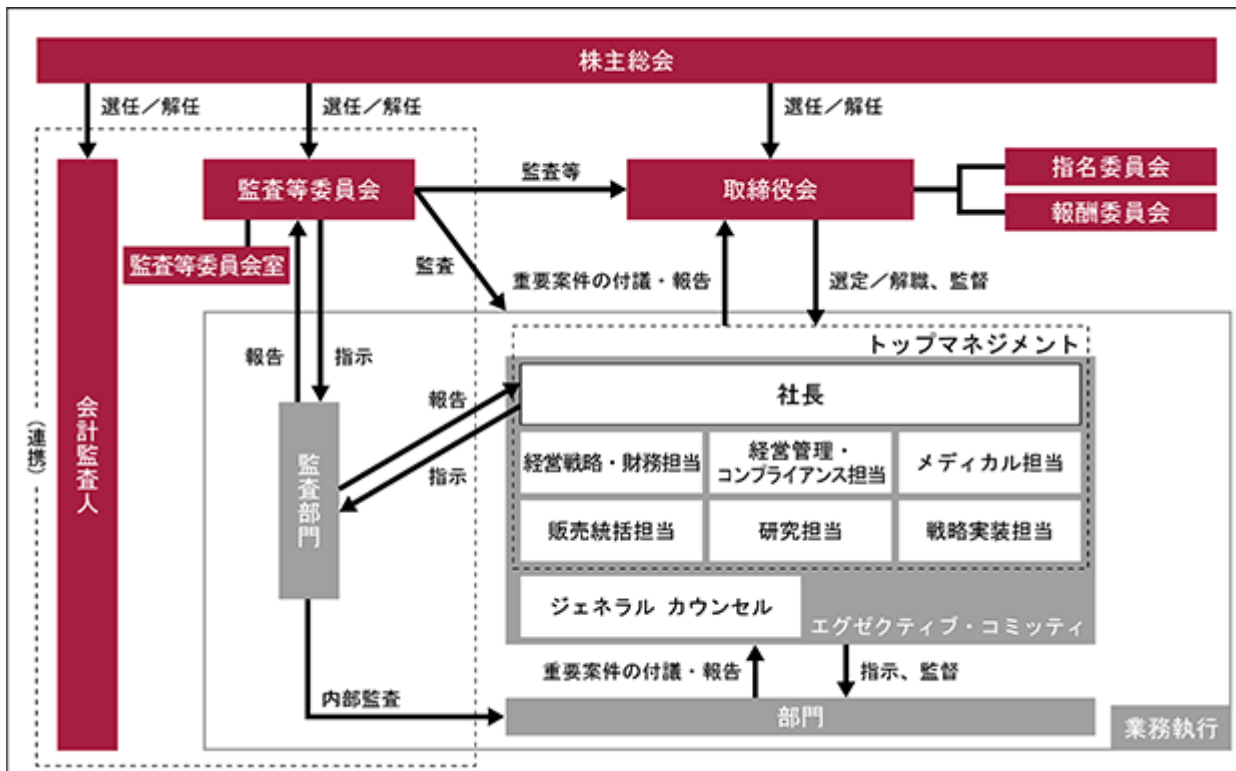 株主総会
選任／解任
選任／解任
選任／解任
監査等委員会
監査等
取締役会
指名委員会
報酬委員会
監査等委員会室
監査
重要案件の付議・報告
選定／解職、監督
トップマネジメント
報告
指示
社長
報告
指示
会計監査人
（連携）
監査部門
経営戦略・財務担当
経営管理・
コンプライアンス担当
メディカル担当
販売統括担当
研究担当
戦略実装担当
ジェネラル カウンセル
エグゼクティブ・コミッティ
重要案件の付議・報告
指示、監督
内部監査
部門
業務執行